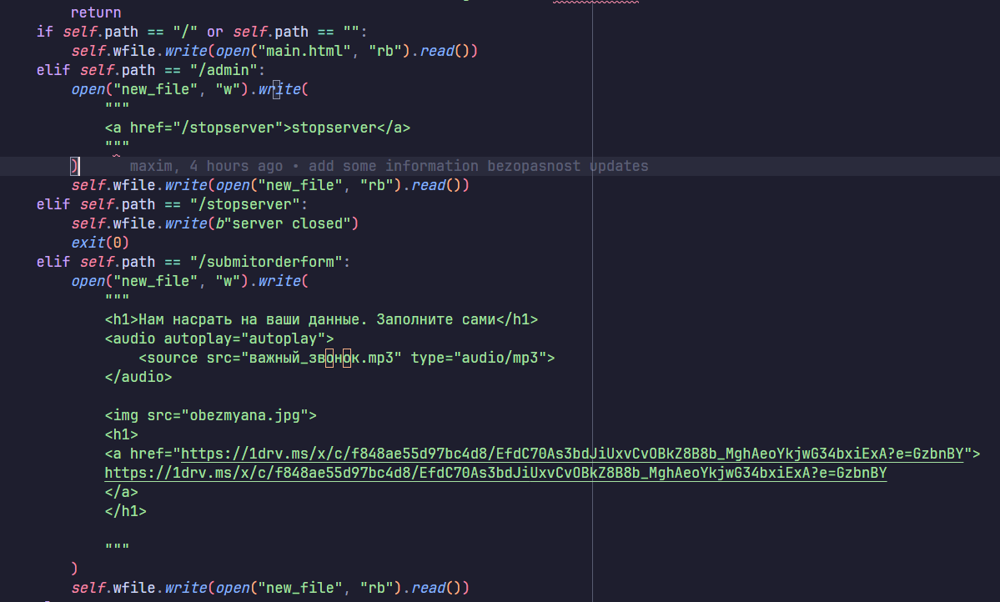 return
if self.path == "/" or self.path == "":
self.wfile.write(open("main.html", "rb").read())
elif self.path == "/admin":
open("new_file", "w").write(
"""
<a href="/stopserver">stopserver</a>
"""
) maxim, 4 hours ago • add some information bezopasnost updates
self.wfile.write(open("new_file", "rb").read())
elif self.path == "/stopserver":
self.wfile.write(b"server closed")
exit(0)
elif self.path == "/submitorderform":
open("new_file", "w").write(
"""
<h1>Нам насрать на ваши данные. Заполните сами</h1>
<audio autoplay="autoplay">
<source src="важный_звонок.mp3" type="audio/mp3">
</audio>
<img src="obezmyana.jpg">
<h1>
<a href="https://1drv.ms/x/c/f848ae55d97bc4d8/EfdC70As3bdJiUxvCvOBkZ8B8b_MghAeoYkjwG34bxiExA?e=GzbnBY">
https://1drv.ms/x/c/f848ae55d97bc4d8/EfdC70As3bdJiUxvCvOBkZ8B8b_MghAeoYkjwG34bxiExA?e=GzbnBY
</a>
</h1>
"""
)
self.wfile.write(open("new_file", "rb").read())